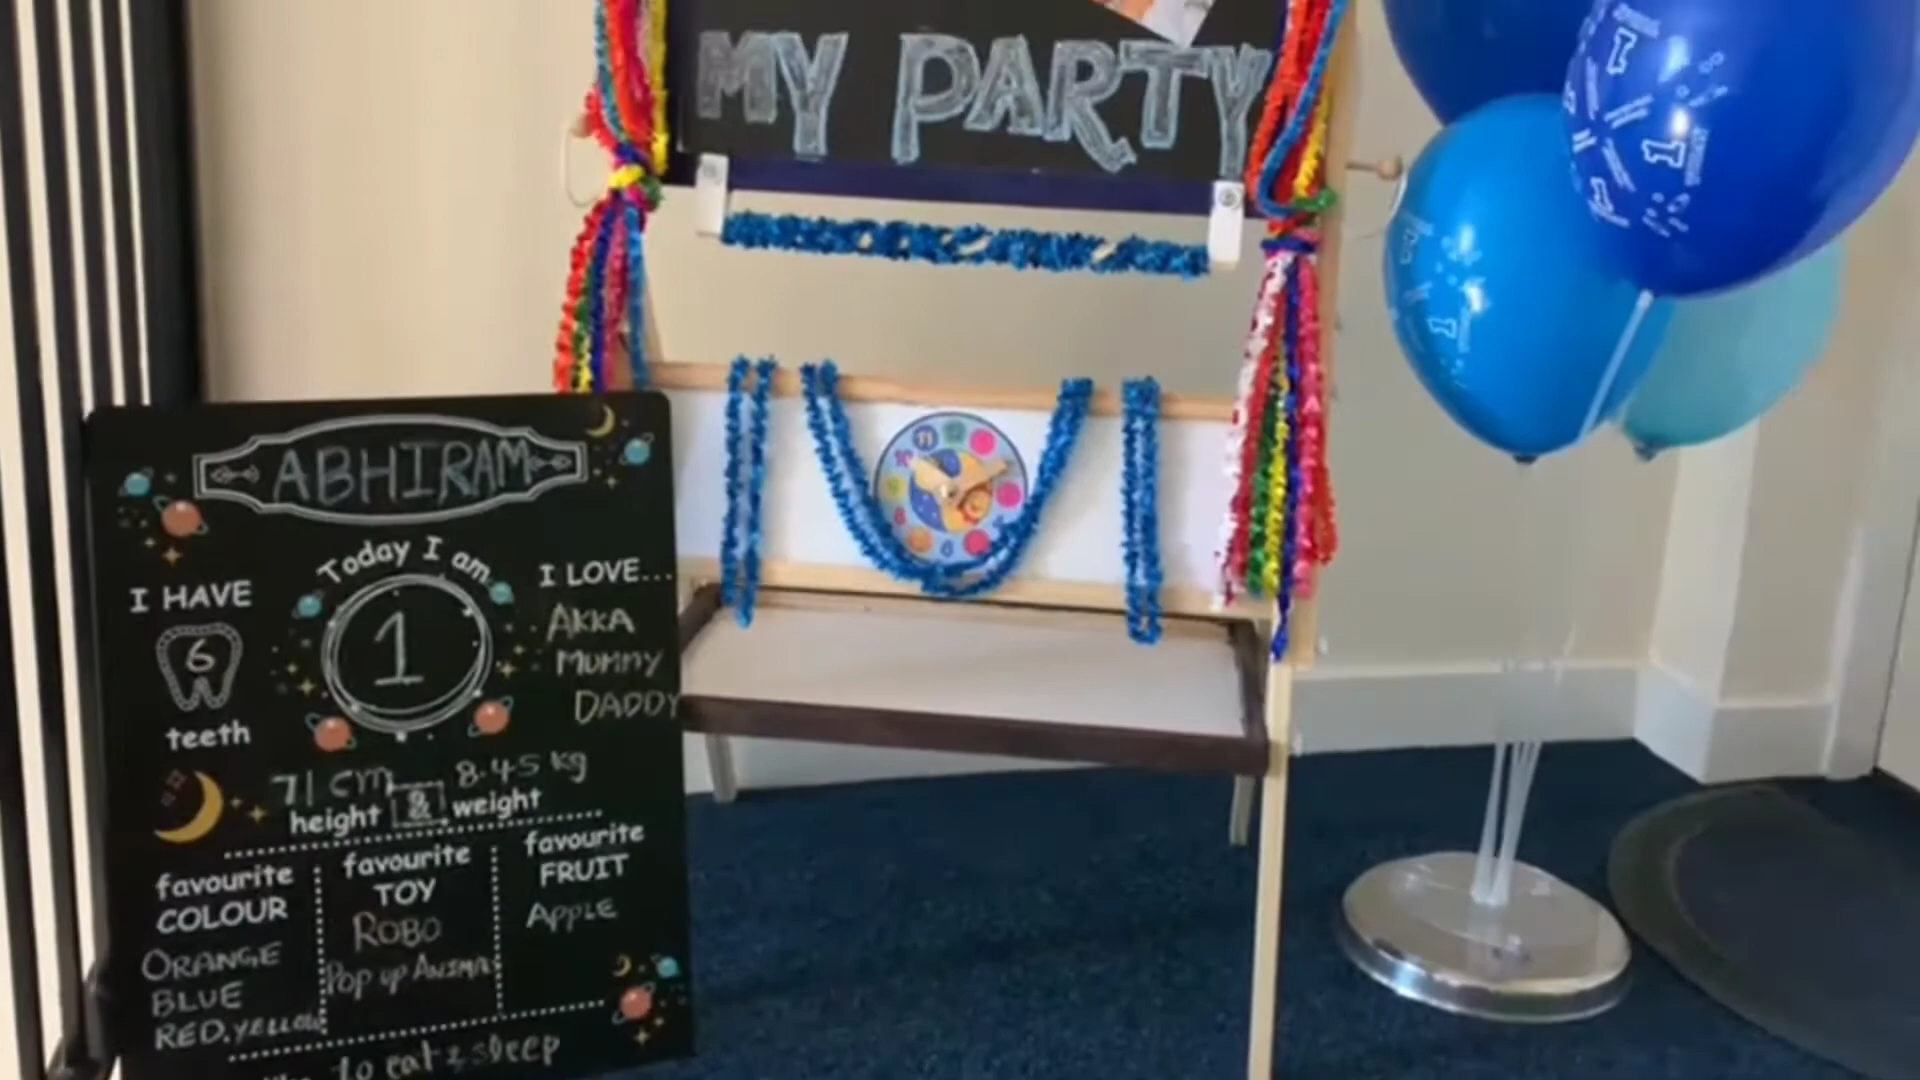 MY PARTY
ABHIRAM
Today I am
1
I HAVE
6
teeth
I LOVE...
AKKA
MUMMY
DADDY
71 cm 8.45 kg
height & weight
favourite
COLOUR
ORANGE
BLUE
RED, YELLOW
favourite
TOY
ROBO
POP UP ANIMAL
favourite
FRUIT
APPLE
to eat & sleep